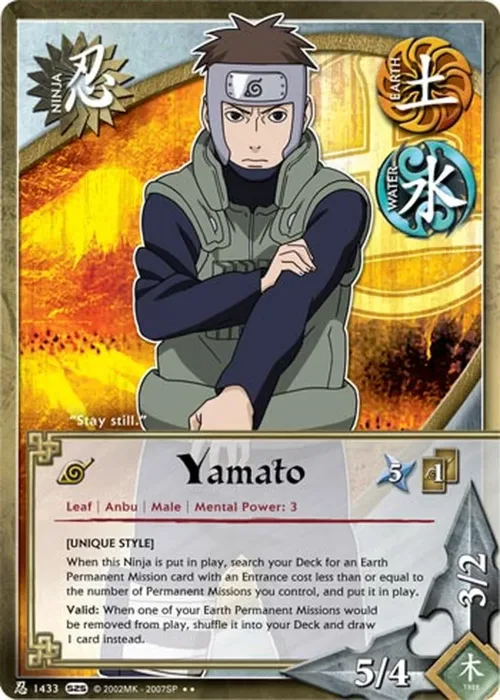 NINJA
忍
EARTH
土
WATER
水
"Stay still."
Yamato
5
1
Leaf | Anbu | Male | Mental Power: 3
[UNIQUE STYLE]
When this Ninja is put in play, search your Deck for an Earth
Permanent Mission card with an Entrance cost less than or equal to
the number of Permanent Missions you control, and put it in play.
Valid: When one of your Earth Permanent Missions would
be removed from play, shuffle it into your Deck and draw
1 card instead.
3/2
5/4
木
TREE
1433 SZS © 2002MK - 2007SP ••